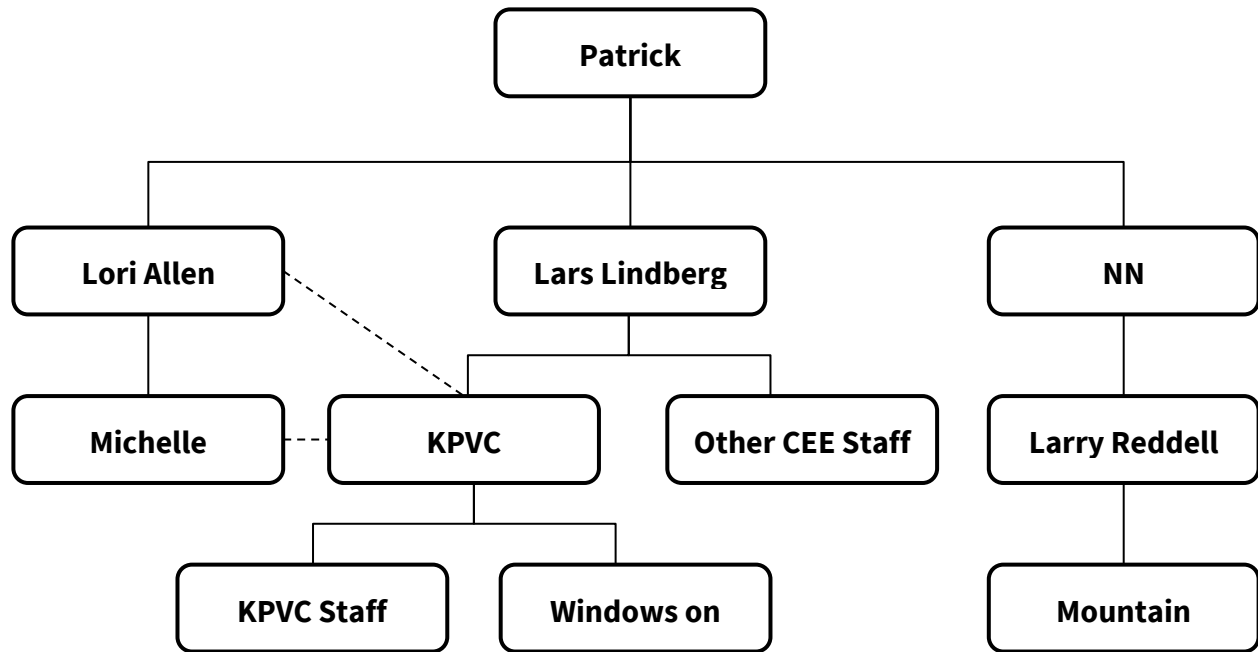 Patrick
Lori Allen
Lars Lindberg
NN
Michelle
KPVC
Other CEE Staff
Larry Reddell
KPVC Staff
Windows on
Mountain